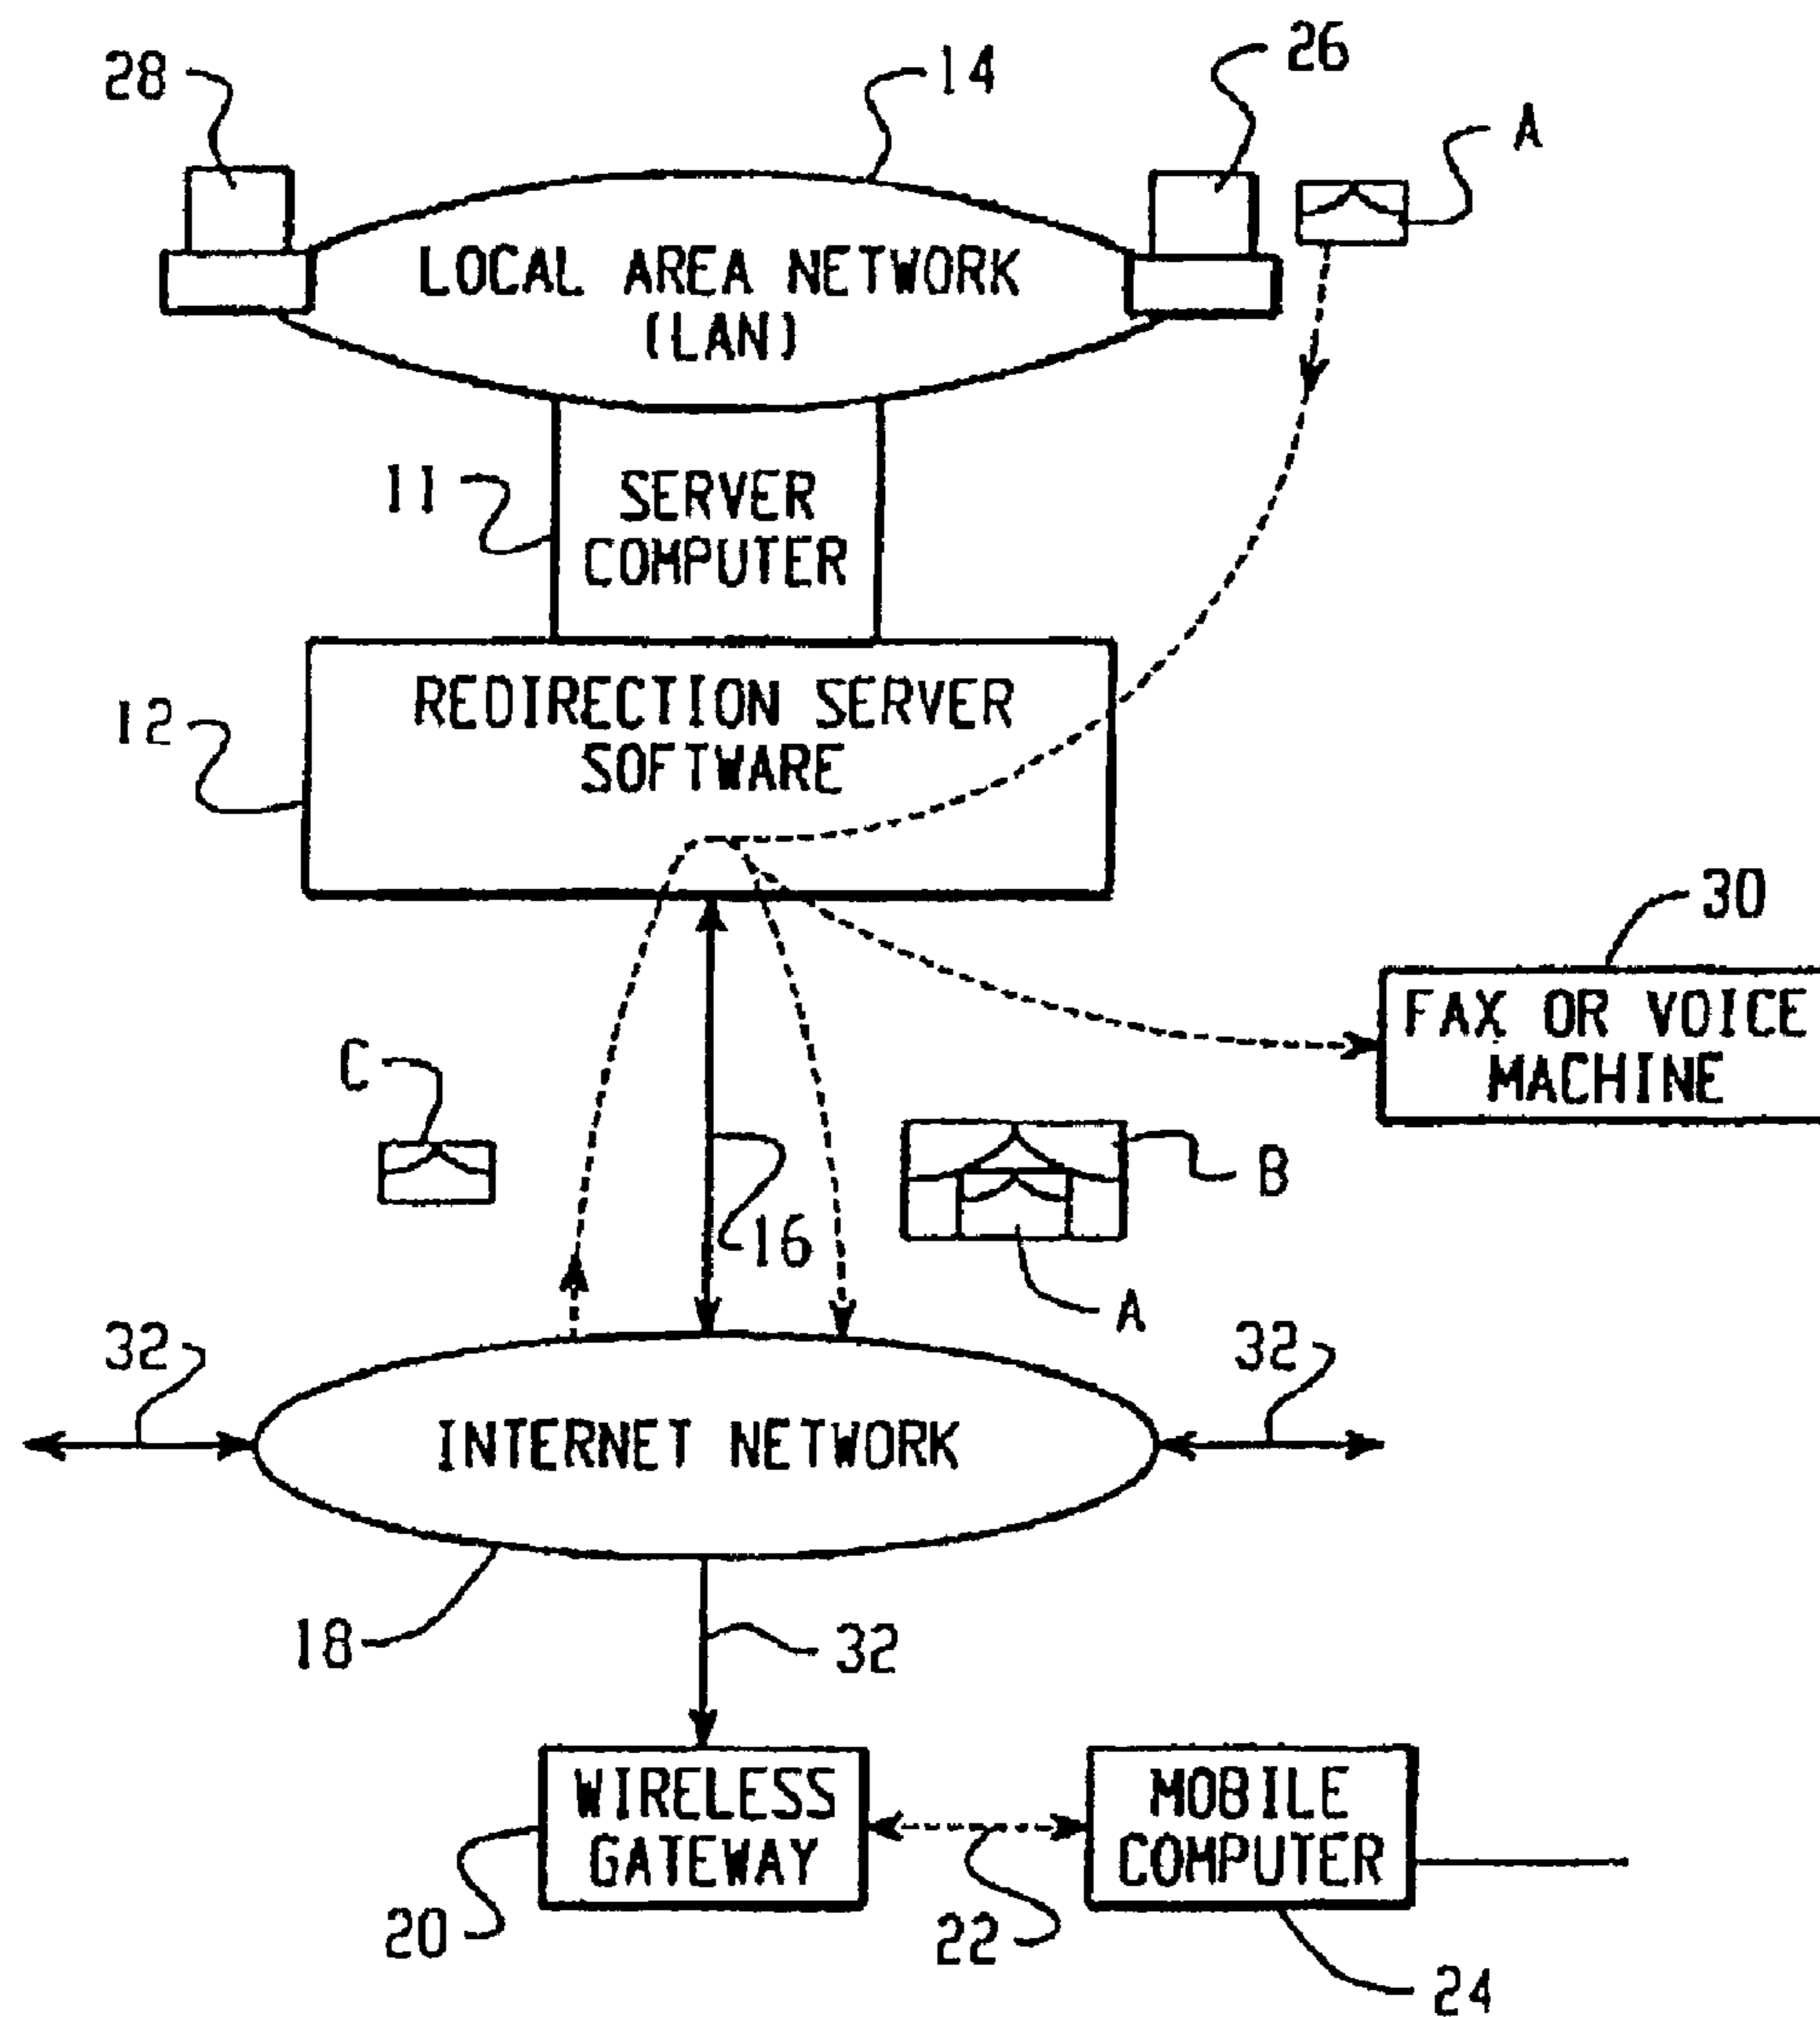 28
14
26
A
LOCAL AREA NETWORK
(LAN)
11
SERVER
COMPUTER
12
REDIRECTION SERVER
SOFTWARE
30
FAX OR VOICE
MACHINE
C
B
16
A
32
32
INTERNET NETWORK
18
32
WIRELESS
GATEWAY
MOBILE
COMPUTER
20
22
24